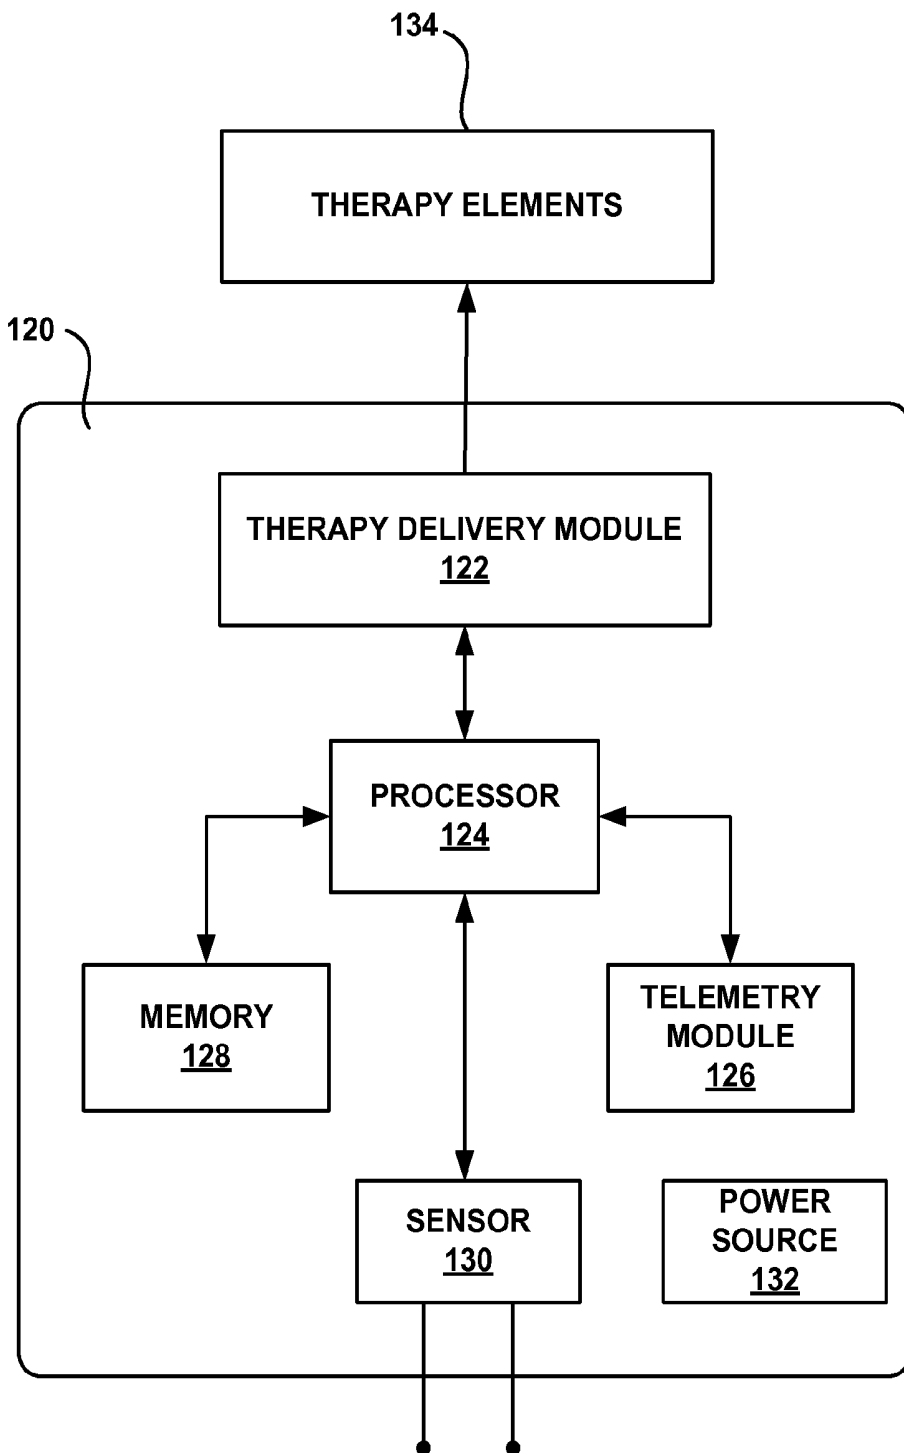 134
THERAPY ELEMENTS
120
THERAPY DELIVERY MODULE
122
PROCESSOR
124
MEMORY
128
TELEMETRY
MODULE
126
SENSOR
130
POWER
SOURCE
132